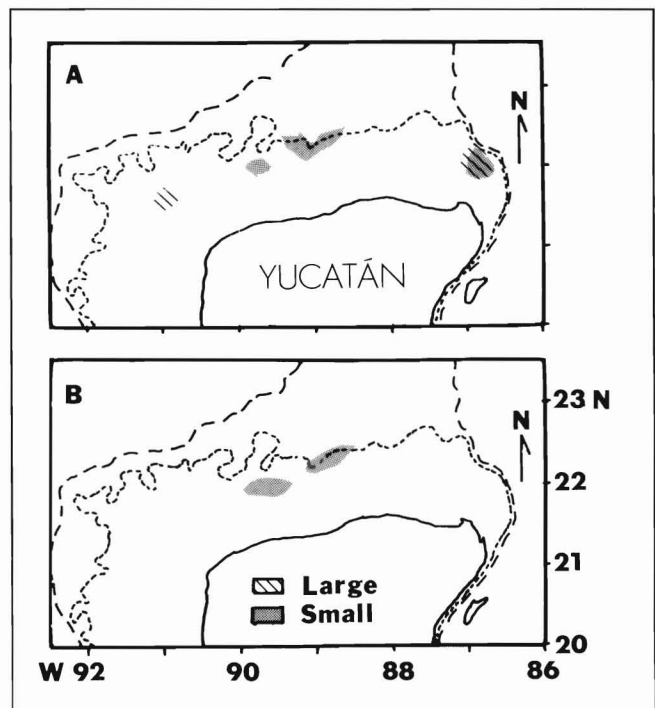 A
N
YUCATÁN
B
23 N
N
22
21
Large
Small
20
W 92 90 88 86